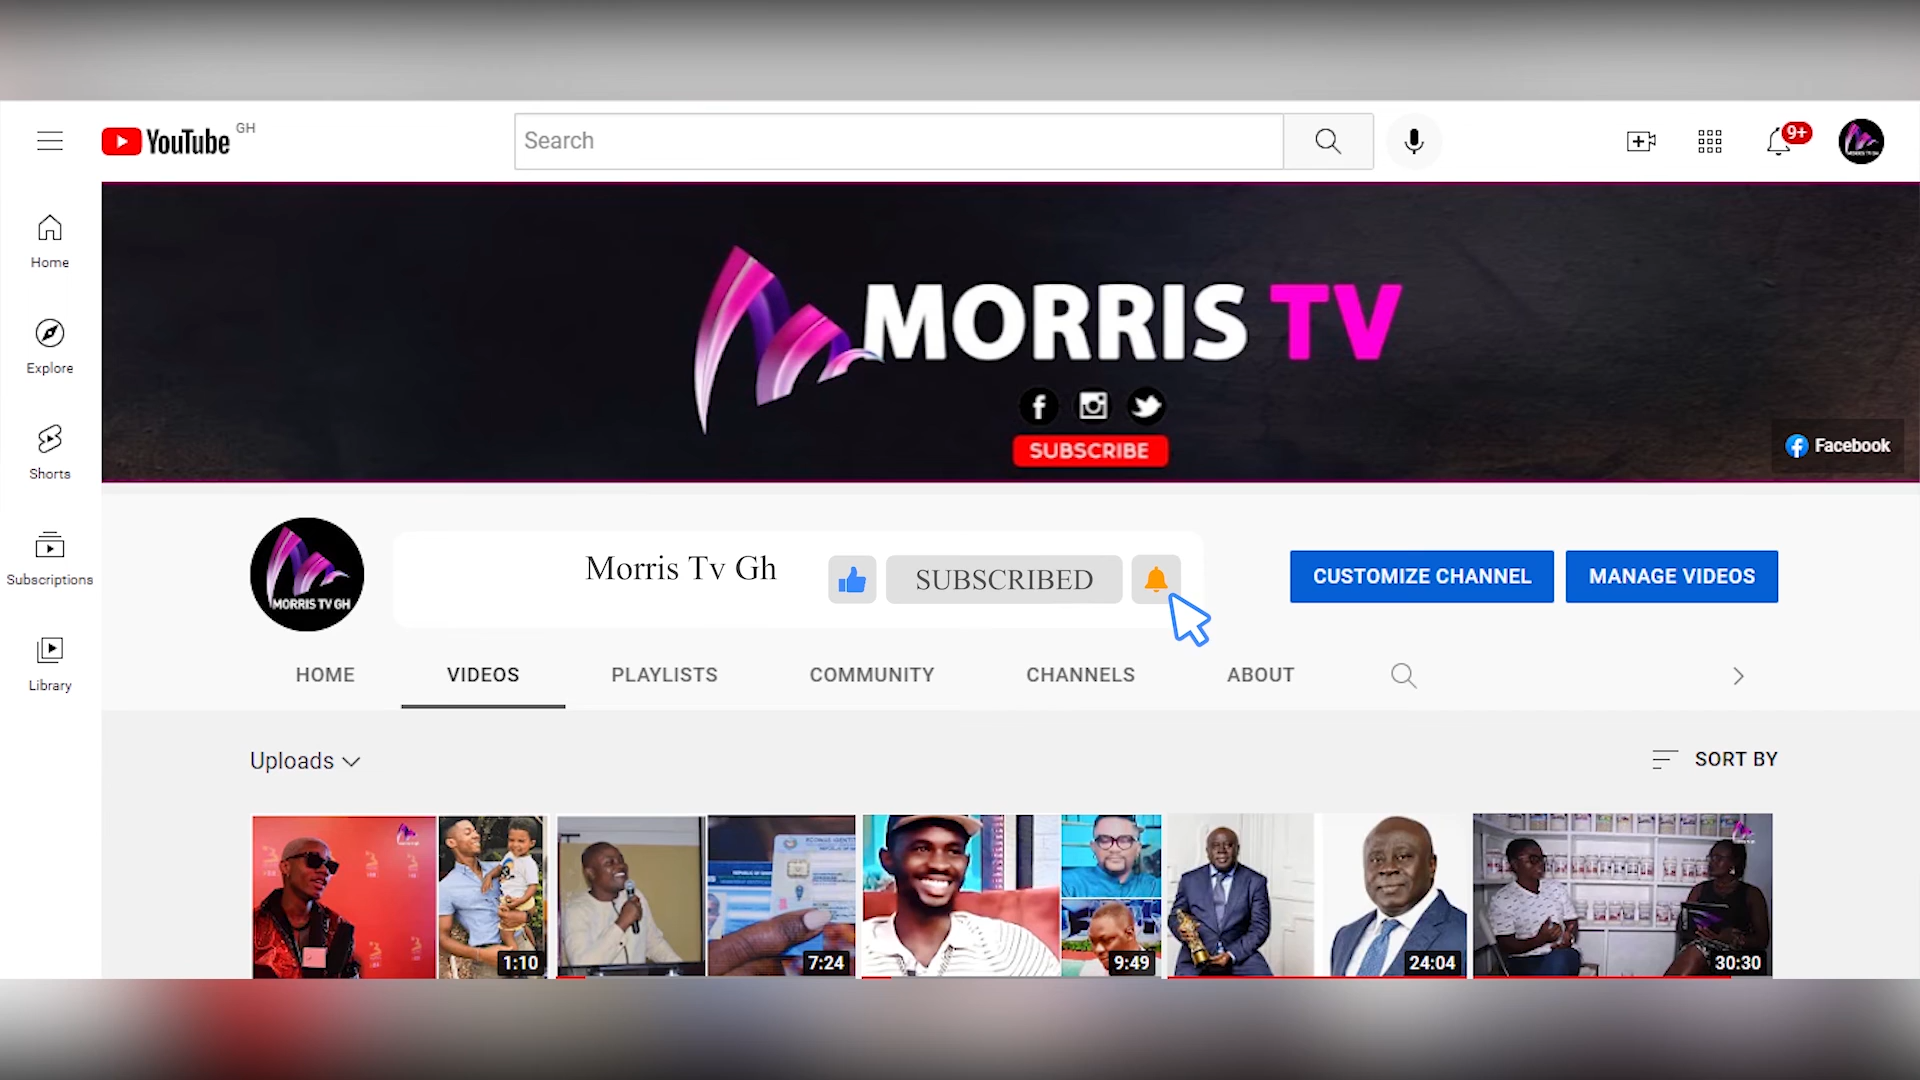 YouTube GH
Search
9+
Home
Explore
Shorts
Subscriptions
Library
MORRIS TV
SUBSCRIBE
Facebook
MORRIS TV GH
Morris Tv Gh
SUBSCRIBED
CUSTOMIZE CHANNEL
MANAGE VIDEOS
HOME
VIDEOS
PLAYLISTS
COMMUNITY
CHANNELS
ABOUT
Uploads
SORT BY
1:10
7:24
9:49
24:04
30:30